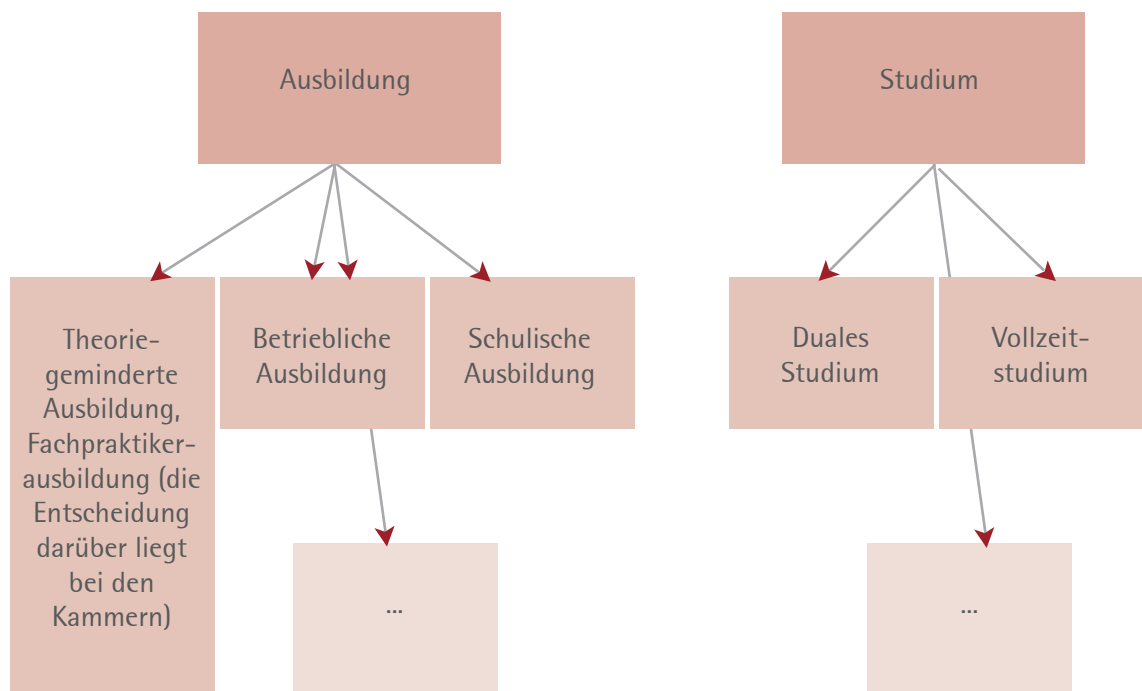 Ausbildung
Studium
Theorie-
geminderte
Ausbildung,
Fachpraktiker-
ausbildung (die
Entscheidung
darüber liegt
bei den
Kammern)
Betriebliche
Ausbildung
Schulische
Ausbildung
Duales
Studium
Vollzeit-
studium
...
...